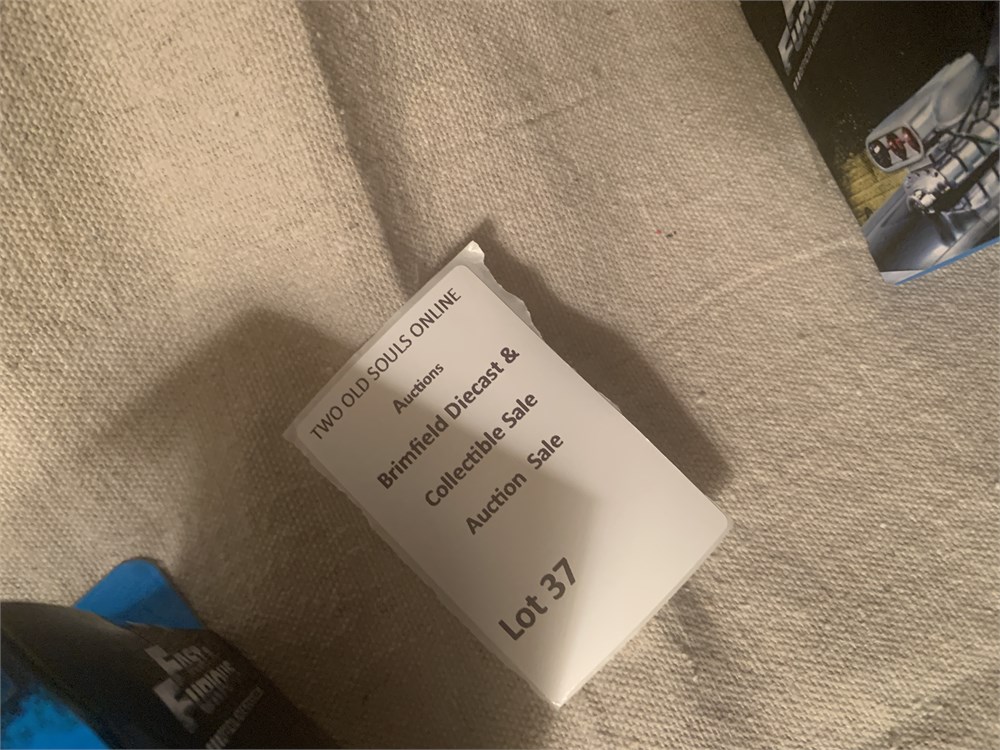 TWO OLD SOULS ONLINE
Auctions
Brimfield Diecast &
Collectible Sale
Auction Sale
Lot 37